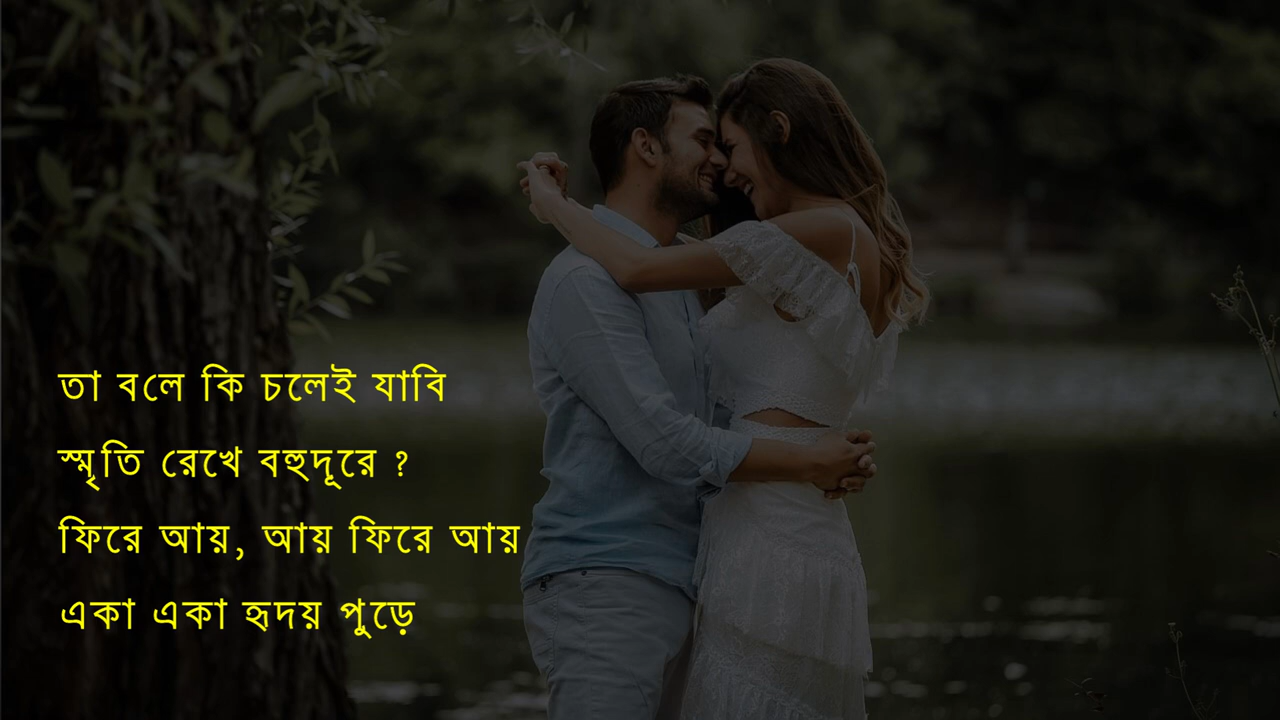 তা বলে কি চলেই যাবি
স্মৃতি রেখে বহুদূরে ?
ফিরে আয়, আয় ফিরে আয়
একা একা হৃদয় পুড়ে